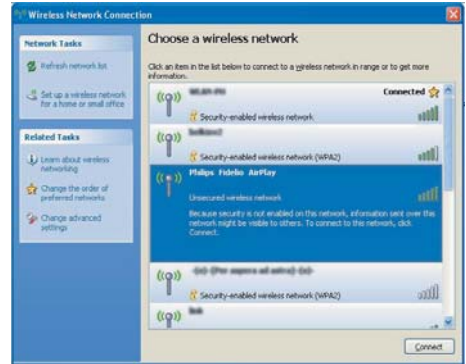 Wireless Network Connection
Network Tasks
Refresh network list
Set up a wireless network
for a home or small office
Related Tasks
Learn about wireless
networking
Change the order of
preferred networks
Change advanced
settings
Choose a wireless network
Click an item in the list below to connect to a wireless network in range or to get more
information.
Connected
Security-enabled wireless network
Security-enabled wireless network (WPA2)
Philips Fidelio AirPlay
Unsecured wireless network
Because security is not enabled on this network, information sent over this
network might be visible to others. To connect to this network, click
Connect.
Security-enabled wireless network (WPA2)
Connect